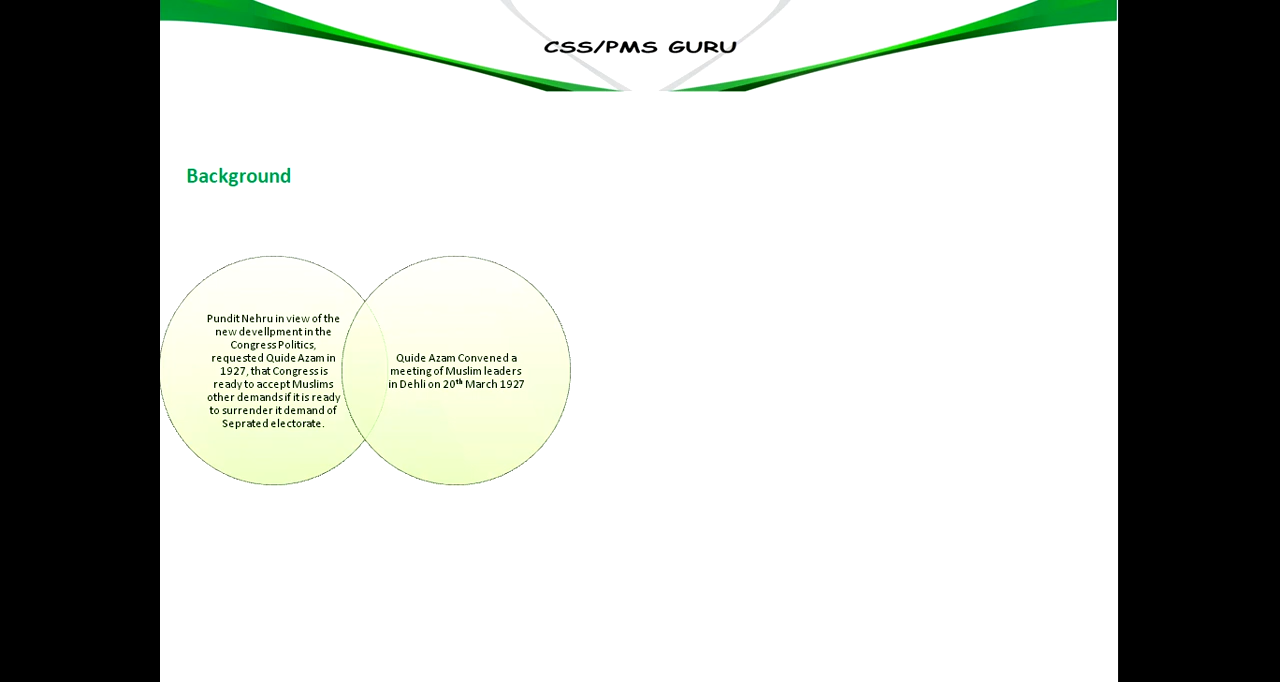 CSS/PMS GURU
Background
Pundit Nehru in view of the
new devellpment in the
Congress Politics,
requested Quide Azam in
1927, that Congress is
ready to accept Muslims
other demands if it is ready
to surrender it demand of
Seprated electorate.
Quide Azam Convened a
meeting of Muslim leaders
in Dehli on 20th March 1927